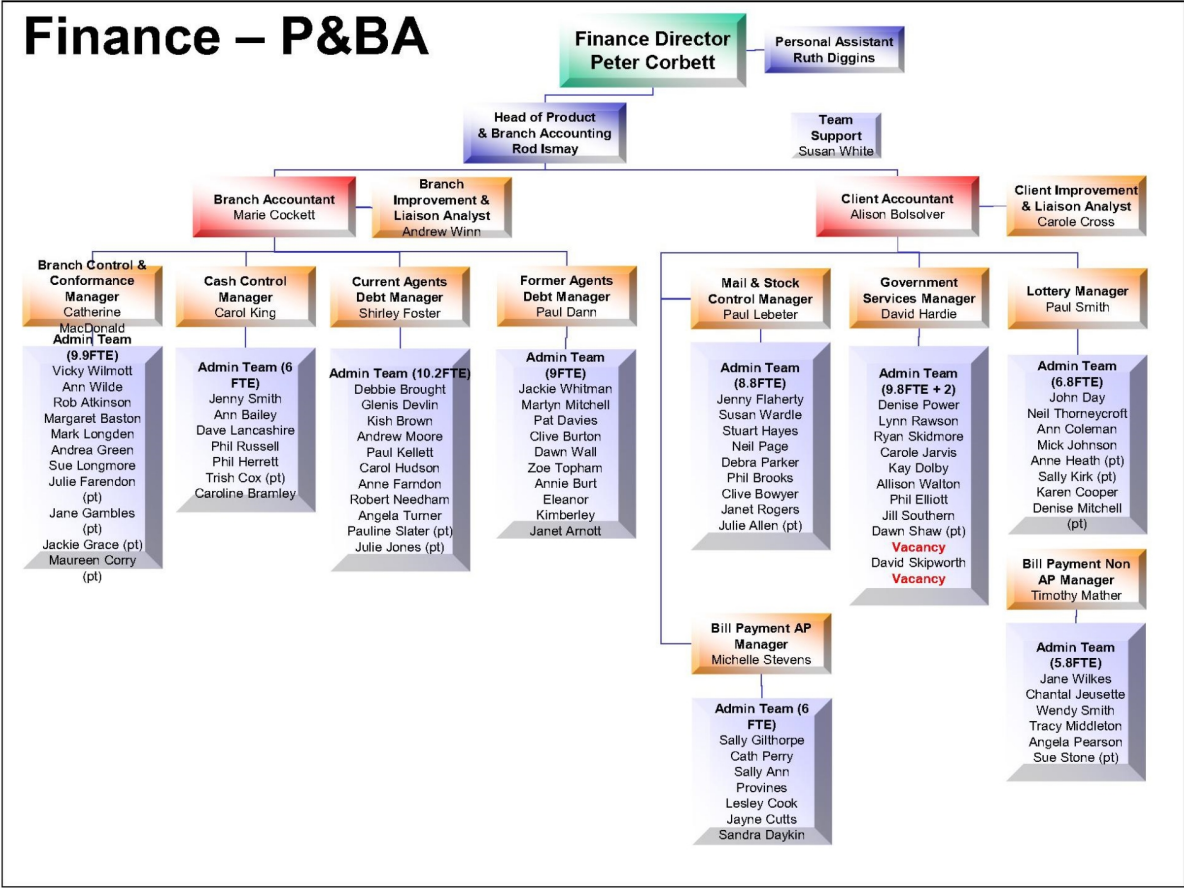 Finance – P&BA
Finance Director
Peter Corbett
Personal Assistant
Ruth Diggins
Head of Product
& Branch Accounting
Rod Ismay
Team
Support
Susan White
Branch Accountant
Marie Cockett
Branch
Improvement &
Liaison Analyst
Andrew Winn
Client Accountant
Alison Bolsolver
Client Improvement
& Liaison Analyst
Carole Cross
Branch Control &
Conformance
Manager
Catherine
MacDonald
Cash Control
Manager
Carol King
Current Agents
Debt Manager
Shirley Foster
Former Agents
Debt Manager
Paul Dann
Mail & Stock
Control Manager
Paul Lebeter
Government
Services Manager
David Hardie
Lottery Manager
Paul Smith
Admin Team
(9.9FTE)
Vicky Wilmott
Ann Wilde
Rob Atkinson
Margaret Baston
Mark Longden
Andrea Green
Sue Longmore
Julie Farendon
(pt)
Jane Gambles
(pt)
Jackie Grace (pt)
Maureen Corry
(pt)
Admin Team (6
FTE)
Jenny Smith
Ann Bailey
Dave Lancashire
Phil Russell
Phil Herrett
Trish Cox (pt)
Caroline Bramley
Admin Team (10.2FTE)
Debbie Brought
Glenis Devlin
Kish Brown
Andrew Moore
Paul Kellett
Carol Hudson
Anne Farndon
Robert Needham
Angela Turner
Pauline Slater (pt)
Julie Jones (pt)
Admin Team
(9FTE)
Jackie Whitman
Martyn Mitchell
Pat Davies
Clive Burton
Dawn Wall
Zoe Topham
Annie Burt
Eleanor
Kimberley
Janet Arnott
Admin Team
(8.8FTE)
Jenny Flaherty
Susan Wardle
Stuart Hayes
Neil Page
Debra Parker
Phil Brooks
Clive Bowyer
Janet Rogers
Julie Allen (pt)
Admin Team
(9.8FTE + 2)
Denise Power
Lynn Rawson
Ryan Skidmore
Carole Jarvis
Kay Dolby
Allison Walton
Phil Elliott
Jill Southern
Dawn Shaw (pt)
Vacancy
David Skipworth
Vacancy
Admin Team
(6.8FTE)
John Day
Neil Thorneycroft
Ann Coleman
Mick Johnson
Anne Heath (pt)
Sally Kirk (pt)
Karen Cooper
Denise Mitchell
(pt)
Bill Payment Non
AP Manager
Timothy Mather
Admin Team
(5.8FTE)
Jane Wilkes
Chantal Jeusette
Wendy Smith
Tracy Middleton
Angela Pearson
Sue Stone (pt)
Bill Payment AP
Manager
Michelle Stevens
Admin Team (6
FTE)
Sally Gilthorpe
Cath Perry
Sally Ann
Provines
Lesley Cook
Jayne Cutts
Sandra Daykin